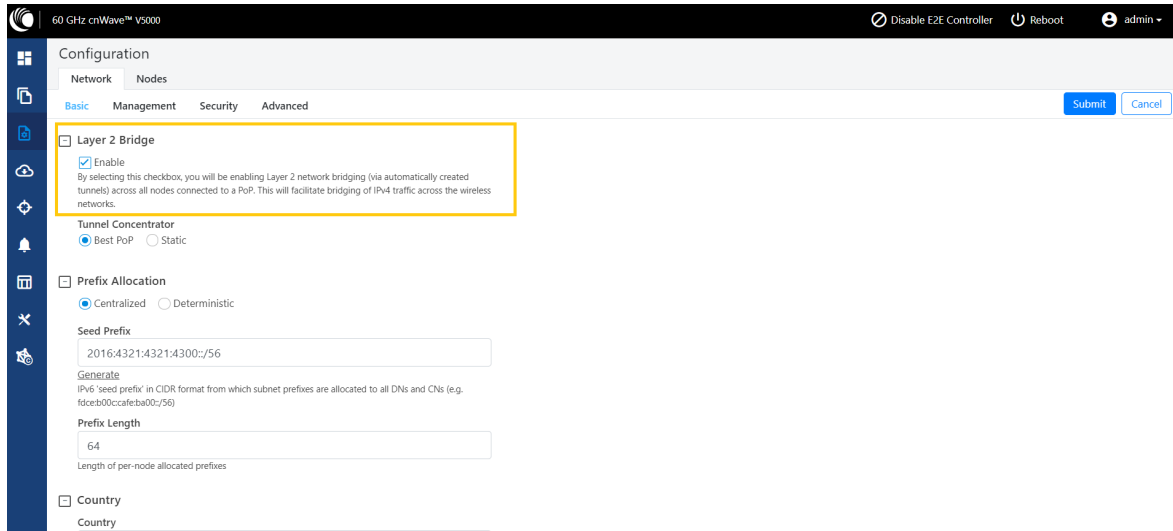 60 GHz cnWave™ V5000
Disable E2E Controller
Reboot
admin
Configuration
Network Nodes
Basic Management Security Advanced
Submit Cancel
Layer 2 Bridge
Enable
By selecting this checkbox, you will be enabling Layer 2 network bridging (via automatically created
tunnels) across all nodes connected to a PoP. This will facilitate bridging of IPv4 traffic across the wireless
networks.
Tunnel Concentrator
Best PoP Static
Prefix Allocation
Centralized Deterministic
Seed Prefix
2016:4321:4321:4300::/56
Generate
IPv6 'seed prefix' in CIDR format from which subnet prefixes are allocated to all DNs and CNs (e.g.
fdce:b00c:cafe:ba00::/56)
Prefix Length
64
Length of per-node allocated prefixes
Country
Country